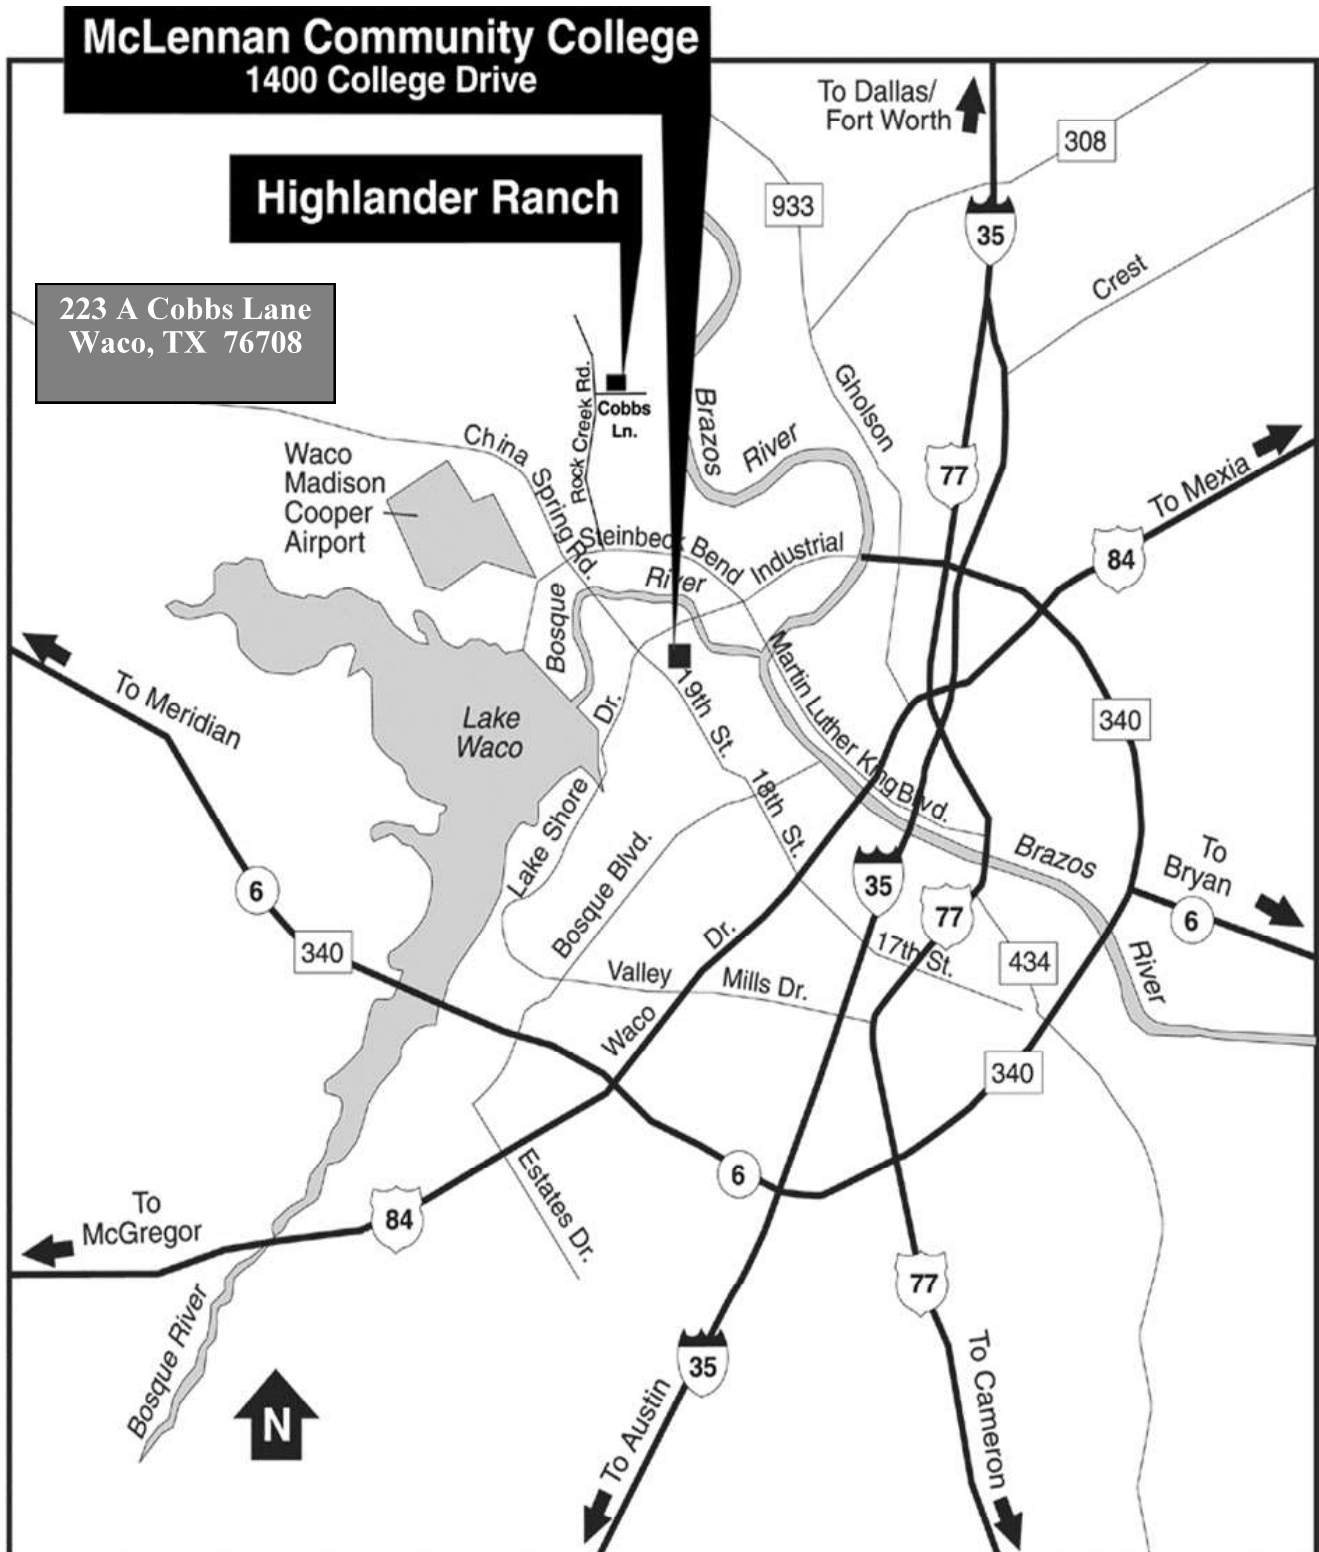 McLennan Community College
1400 College Drive
To Dallas/
Fort Worth
308
Highlander Ranch
933
35
Crest
223 A Cobbs Lane
Waco, TX  76708
Rock Creek Rd.
Cobbs
Ln.
Gholson
Brazos
River
China
Spring Rd.
77
Waco
Madison
Cooper
Airport
To Mexia
84
Steinbeck Bend
Industrial
River
Bosque
To Meridian
Lake
Waco
Dr.
19th St.
Martin Luther King Blvd.
340
Lake Shore
18th St.
Bosque Blvd.
Brazos
To
Bryan
6
35
77
6
340
Dr.
17th St.
434
River
Valley
Mills Dr.
Waco
340
6
Estates Dr.
To
McGregor
84
77
Bosque River
35
To Austin
To Cameron
N